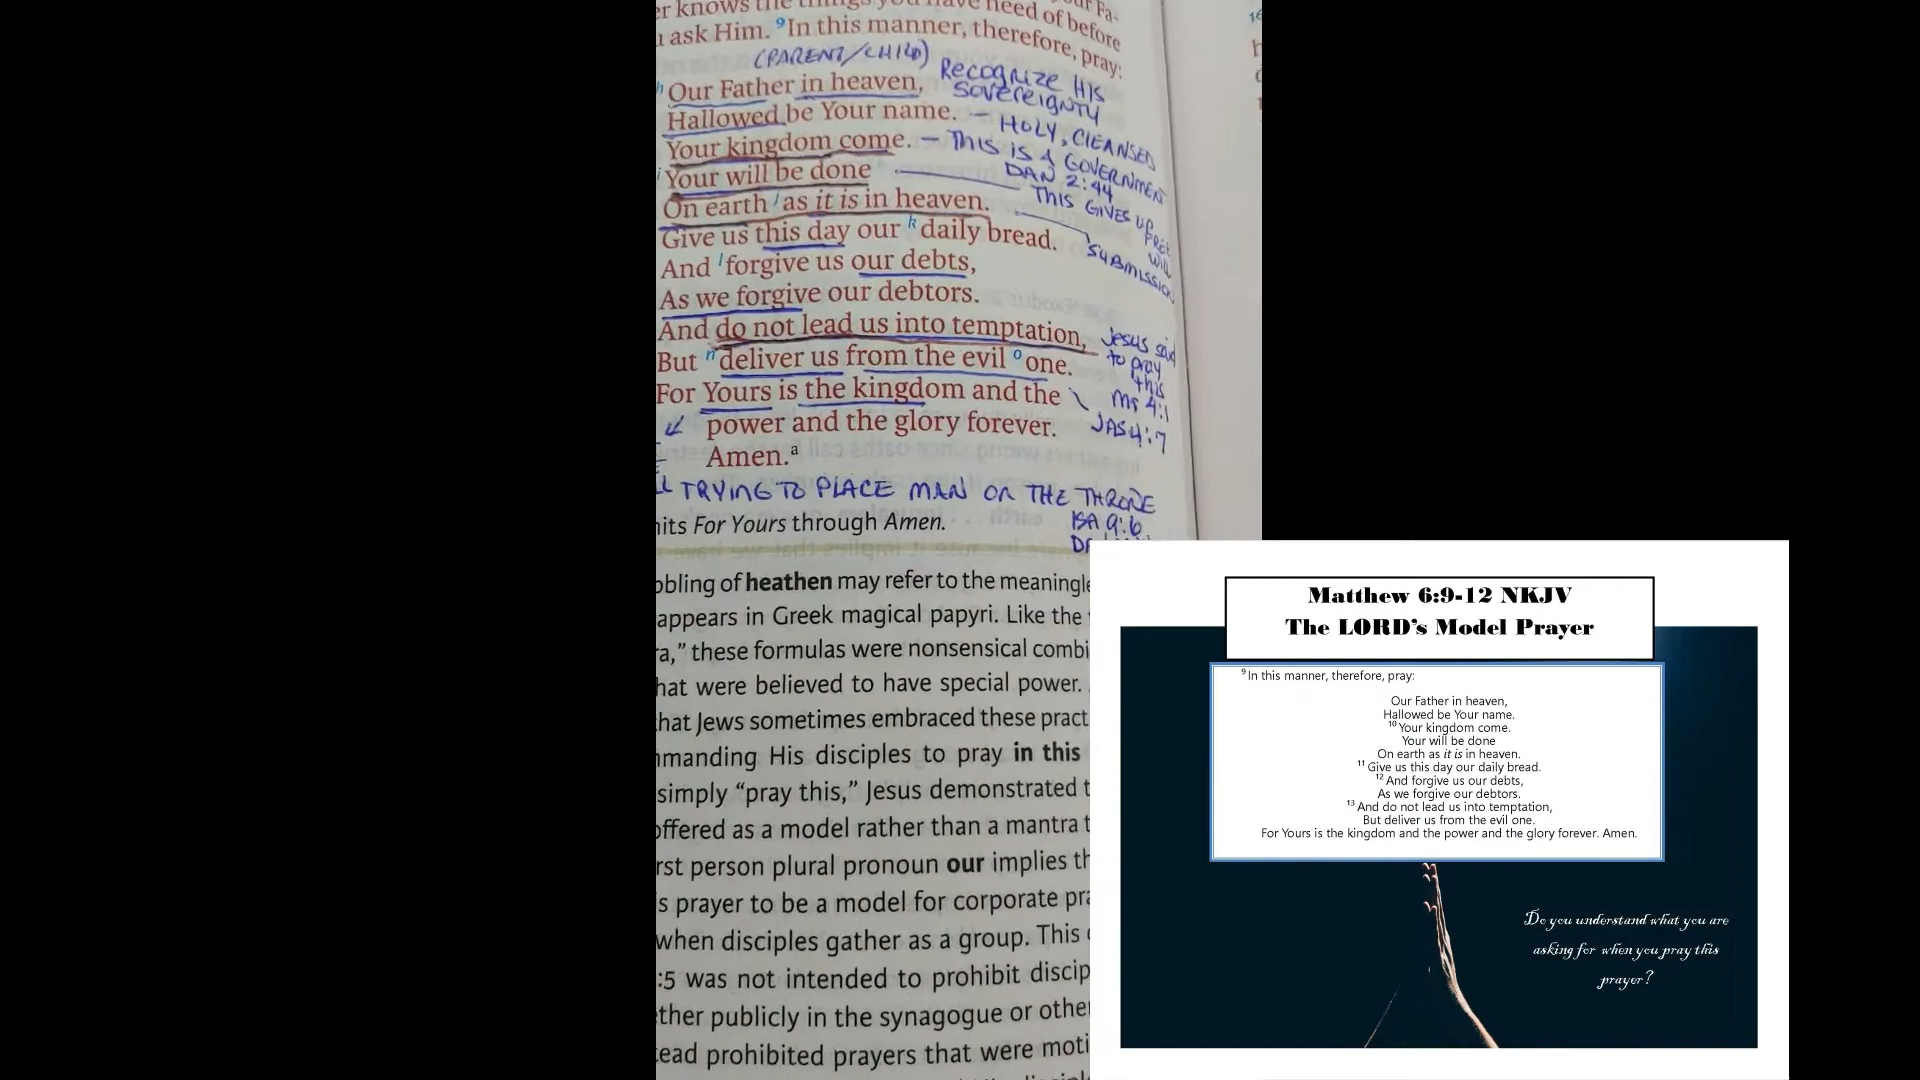 er knows the things you have need of before
u ask Him. 9In this manner, therefore, pray:
(PARENT/CHILD)
h Our Father in heaven, Recognize HIS
SOVEREIGNTY
Hallowed be Your name. - HOLY, CLEANSED
Your kingdom come. - THIS IS A GOVERNMENT
DAN 2:44
i Your will be done THIS GIVES UP
FREE
WILL
On earth j as it is in heaven. SUBMISSION
Give us this day our k daily bread.
And l forgive us our debts,
As we forgive our debtors.
And do not lead us into temptation, Jesus said
to pray
this
But n deliver us from the evil o one.
For Yours is the kingdom and the MT 4:1
power and the glory forever. JAS 4:7
Amen.a
TRYING TO PLACE MAN ON THE THRONE
ISA 9:6
nits For Yours through Amen.
bbling of heathen may refer to the meaningle
appears in Greek magical papyri. Like the
ra,” these formulas were nonsensical combi
hat were believed to have special power.
that Jews sometimes embraced these pract
mmanding His disciples to pray in this
simply “pray this,” Jesus demonstrated t
offered as a model rather than a mantra t
rst person plural pronoun our implies th
s prayer to be a model for corporate pra
when disciples gather as a group. This
:5 was not intended to prohibit discip
ther publicly in the synagogue or other
ead prohibited prayers that were moti
Matthew 6:9-12 NKJV
The LORD’s Model Prayer
9 In this manner, therefore, pray:
Our Father in heaven,
Hallowed be Your name.
10 Your kingdom come.
Your will be done
On earth as it is in heaven.
11 Give us this day our daily bread.
12 And forgive us our debts,
As we forgive our debtors.
13 And do not lead us into temptation,
But deliver us from the evil one.
For Yours is the kingdom and the power and the glory forever. Amen.
Do you understand what you are
asking for when you pray this
prayer?